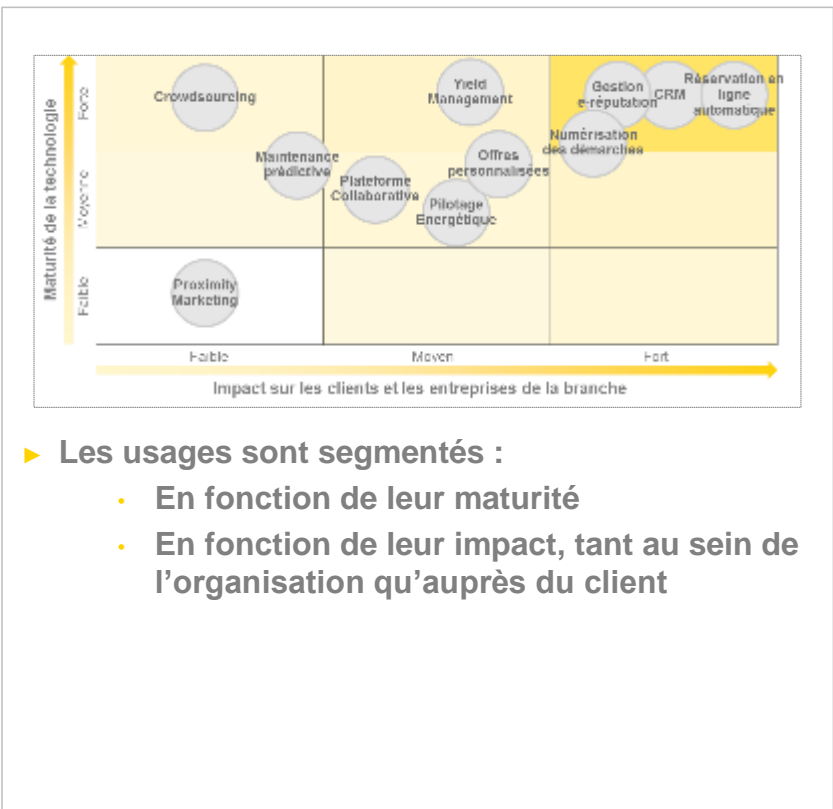 Maturité de la technologie
Forte
Moyenne
Faible
Crowdsourcing
Yield
Management
Gestion
e-réputation
CRM
Réservation en
ligne
automatique
Numérisation
des démarches
Maintenance
prédictive
Plateforme
Collaborative
Offres
personnalisées
Pilotage
Energétique
Proximity
Marketing
Faible
Moyen
Fort
Impact sur les clients et les entreprises de la branche
► Les usages sont segmentés :
• En fonction de leur maturité
• En fonction de leur impact, tant au sein de
l’organisation qu’auprès du client